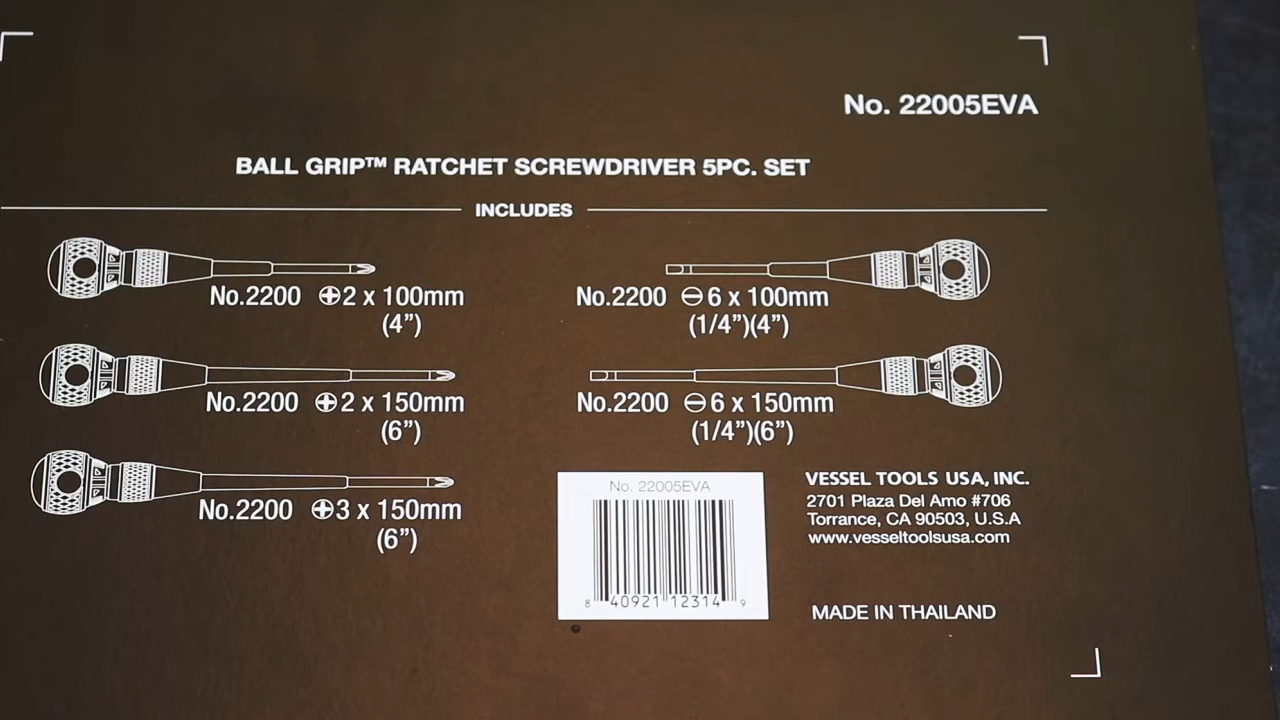 No. 22005EVA
BALL GRIP™ RATCHET SCREWDRIVER 5PC. SET
INCLUDES
No.2200 ⊕2 x 100mm
(4”)
No.2200 ⊖6 x 100mm
(1/4”)(4”)
No.2200 ⊕2 x 150mm
(6”)
No.2200 ⊖6 x 150mm
(1/4”)(6”)
No.2200 ⊕3 x 150mm
(6”)
No. 22005EVA
8 40921 12314 9
VESSEL TOOLS USA, INC.
2701 Plaza Del Amo #706
Torrance, CA 90503, U.S.A
www.vesseltoolsusa.com
MADE IN THAILAND